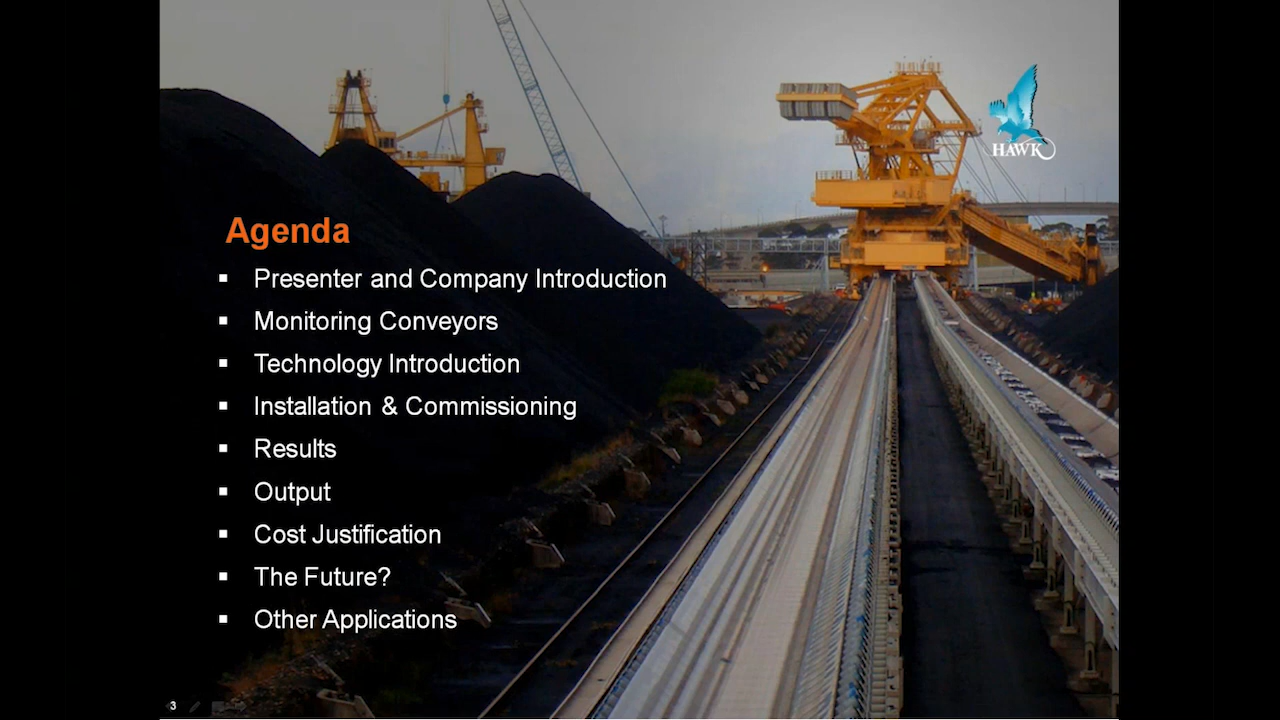 HAWK
Agenda
▪ Presenter and Company Introduction
▪ Monitoring Conveyors
▪ Technology Introduction
▪ Installation & Commissioning
▪ Results
▪ Output
▪ Cost Justification
▪ The Future?
▪ Other Applications
3